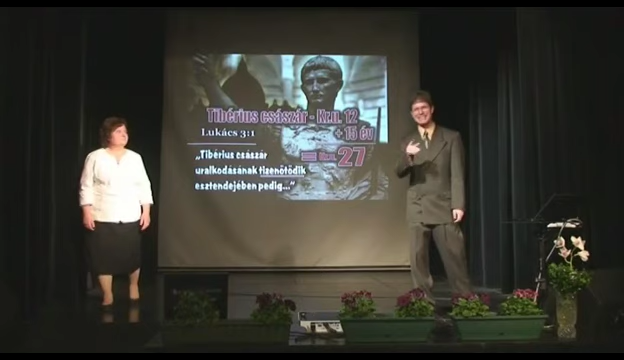 Tibérius császár - Kr.u. 12
Lukács 3:1
+ 15 év
= Kr.u. 27
„Tibérius császár
uralkodásának tizenötödik
esztendejében pedig..."